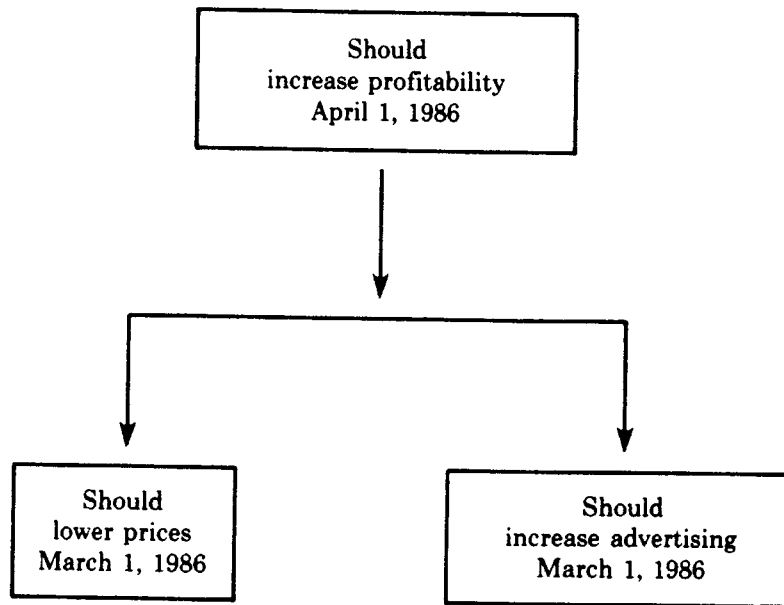 Should
increase profitability
April 1, 1986
Should
lower prices
March 1, 1986
Should
increase advertising
March 1, 1986